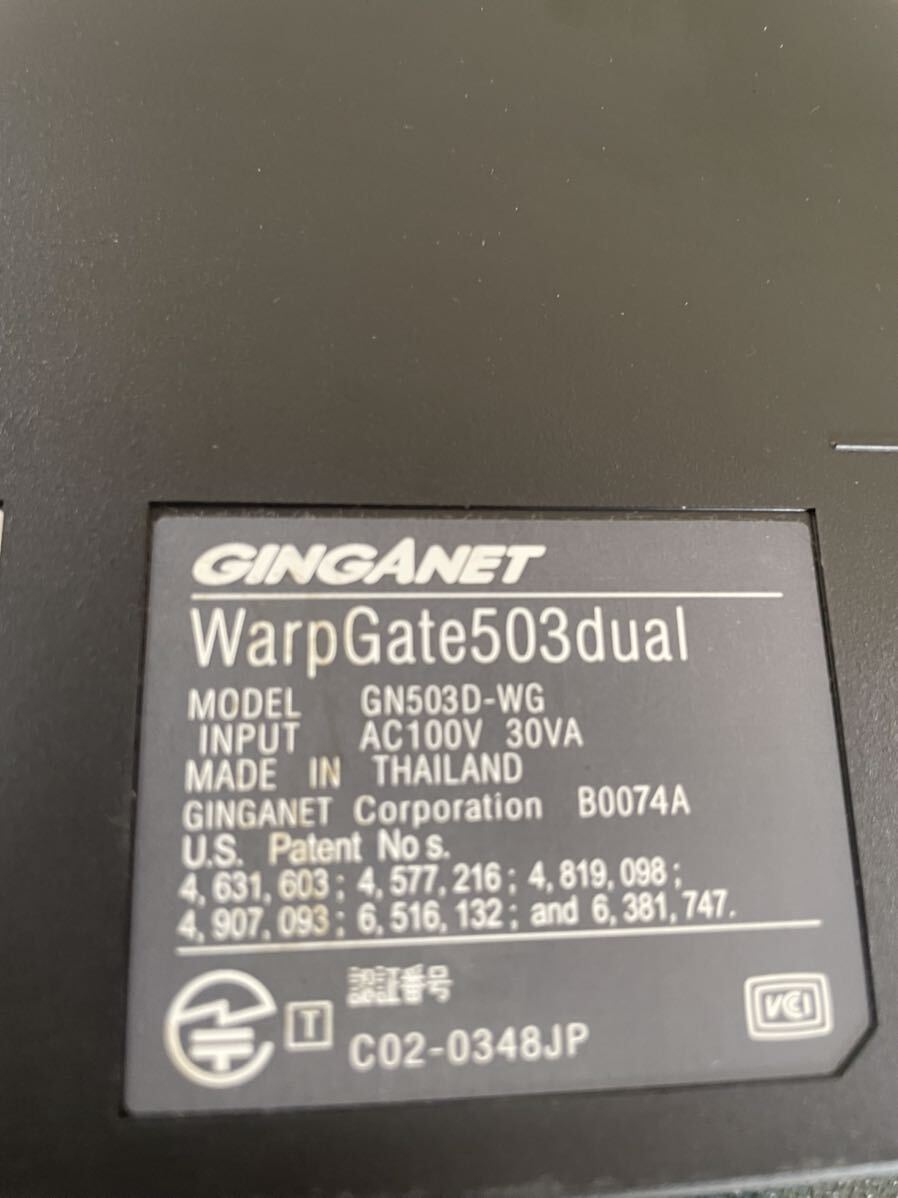 GINGANET
WarpGate503dual
MODEL GN503D-WG
INPUT AC100V 30VA
MADE IN THAILAND
GINGANET Corporation B0074A
U.S. Patent Nos.
4,631,603; 4,577,216; 4,819,098;
4,907,093; 6,516,132; and 6,381,747.
T 認証番号
C02-0348JP
VCI